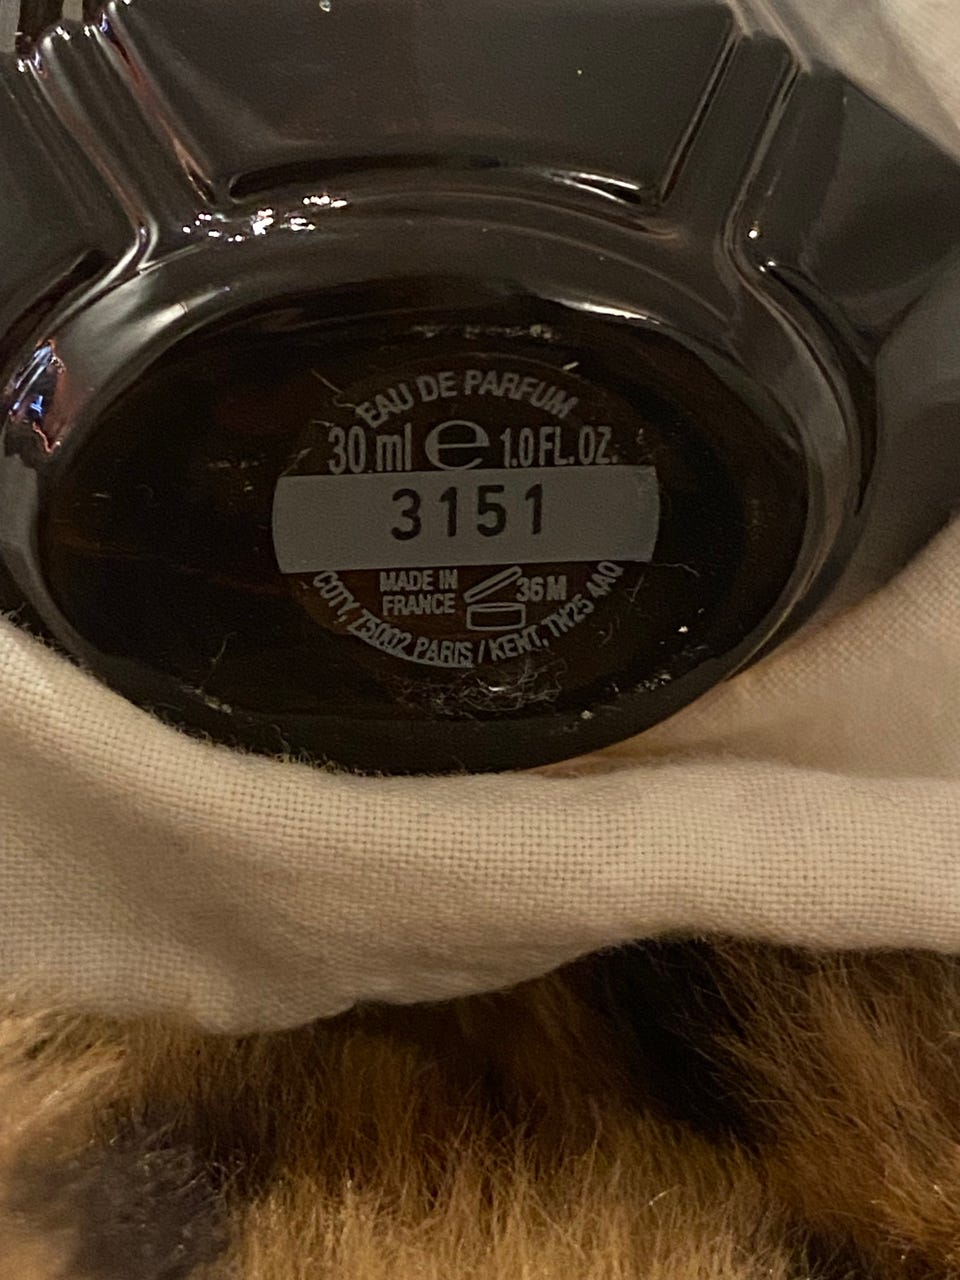 EAU DE PARFUM
30 ml e 1.0 FL. OZ.
3151
MADE IN
FRANCE
36 M
COTY, 75002 PARIS / KENT, TN25 4AQ